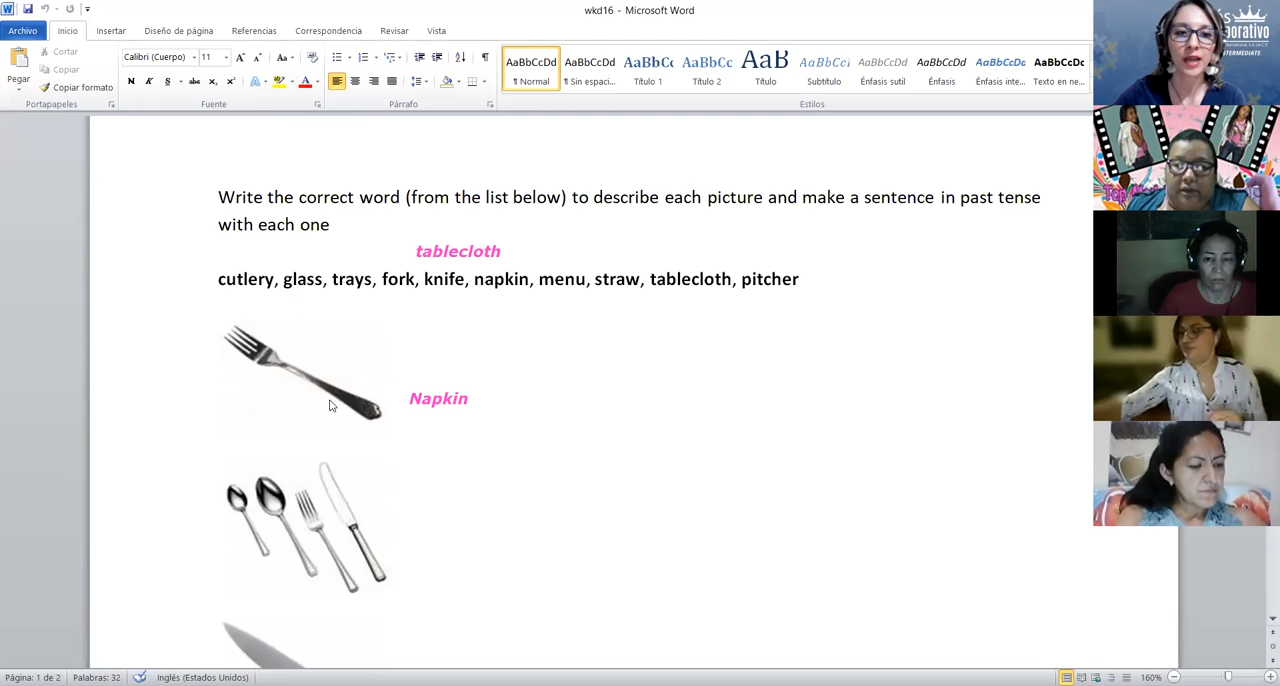 wkd16 - Microsoft Word
Archivo Inicio Insertar Diseño de página Referencias Correspondencia Revisar Vista
Pegar
Cortar
Copiar
Copiar formato
Portapapeles
Calibri (Cuerpo) 11
Fuente
Párrafo
AaBbCcDd AaBbCcDd AaBbCc AaBbCc AaB AaBbCcI AaBbCcDd AaBbCcDd AaBbCcDd AaBbCcDc
¶ Normal ¶ Sin espaci... Título 1 Título 2 Título Subtítulo Énfasis sutil Énfasis Énfasis inte... Texto en ne...
Estilos
Write the correct word (from the list below) to describe each picture and make a sentence in past tense
with each one
tablecloth
cutlery, glass, trays, fork, knife, napkin, menu, straw, tablecloth, pitcher
Napkin
Página: 1 de 2 Palabras: 32 Inglés (Estados Unidos) 160%